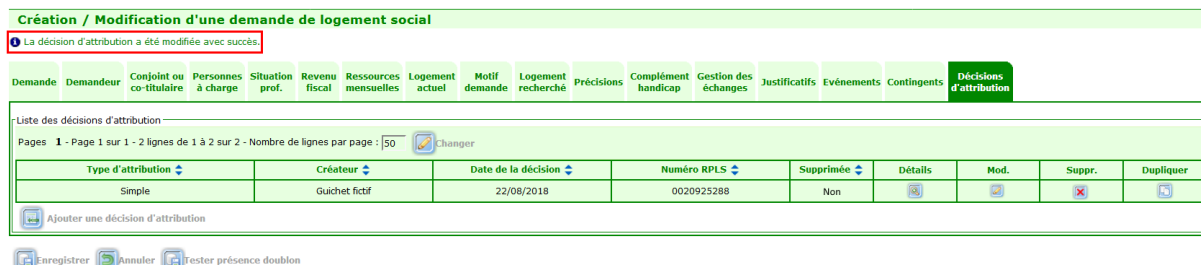 Création / Modification d'une demande de logement social
La décision d'attribution a été modifiée avec succès.
Demande Demandeur Conjoint ou co-titulaire Personnes à charge Situation prof. Revenu fiscal Ressources mensuelles Logement actuel Motif demande Logement recherché Précisions Complément handicap Gestion des échanges Justificatifs Evénements Contingents Décisions d'attribution
Liste des décisions d'attribution
Pages 1 - Page 1 sur 1 - 2 lignes de 1 à 2 sur 2 - Nombre de lignes par page : 50 Changer
Type d'attribution Créateur Date de la décision Numéro RPLS Supprimée Détails Mod. Suppr. Dupliquer
Simple Guichet fictif 22/08/2018 0020925288 Non
Ajouter une décision d'attribution
Enregistrer Annuler Tester présence doublon